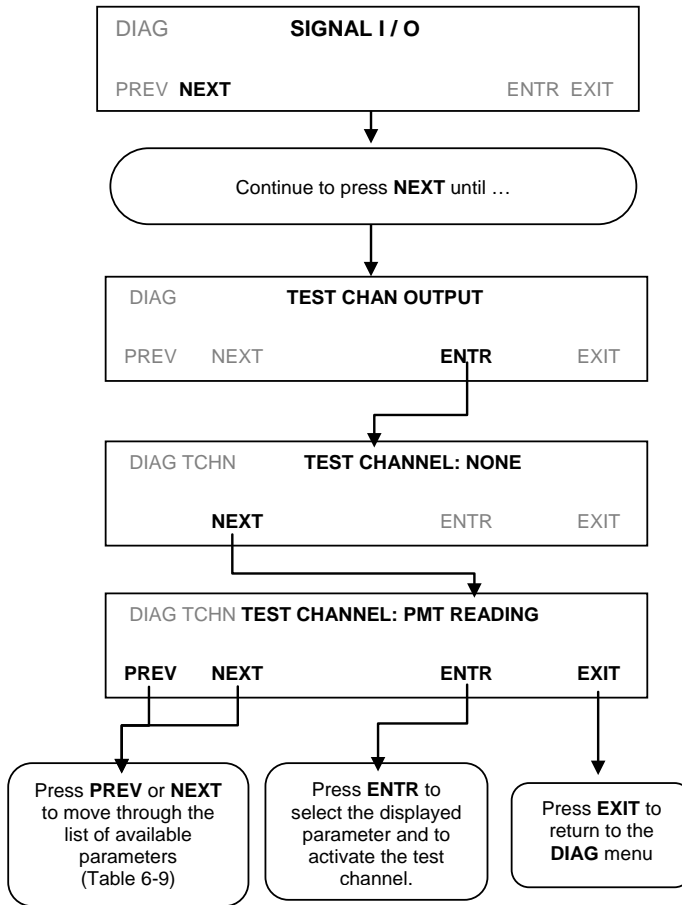 DIAG SIGNAL I / O
PREV NEXT ENTR EXIT
Continue to press NEXT until …
DIAG TEST CHAN OUTPUT
PREV NEXT ENTR EXIT
DIAG TCHN TEST CHANNEL: NONE
NEXT ENTR EXIT
DIAG TCHN TEST CHANNEL: PMT READING
PREV NEXT ENTR EXIT
Press PREV or NEXT
to move through the
list of available
parameters
(Table 6-9)
Press ENTR to
select the displayed
parameter and to
activate the test
channel.
Press EXIT to
return to the
DIAG menu